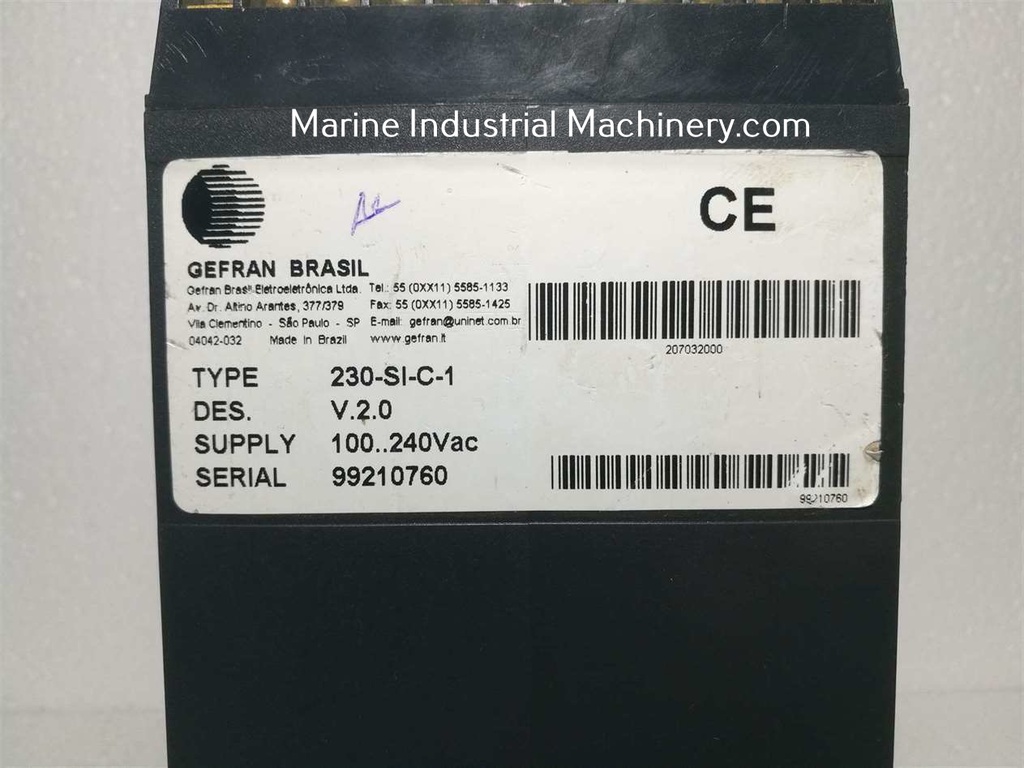 Marine Industrial Machinery.com
CE
GEFRAN BRASIL
Gefran Brasil Eletroeletrônica Ltda. Tel.: 55 (0XX11) 5585-1133
Av. Dr. Altino Arantes, 377/379 Fax: 55 (0XX11) 5585-1425
Vila Clementino - São Paulo - SP E-mail: gefran@uninet.com.br
04042-032 Made in Brazil www.gefran.it
207032000
TYPE 230-SI-C-1
DES. V.2.0
SUPPLY 100..240Vac
SERIAL 99210760
99210760